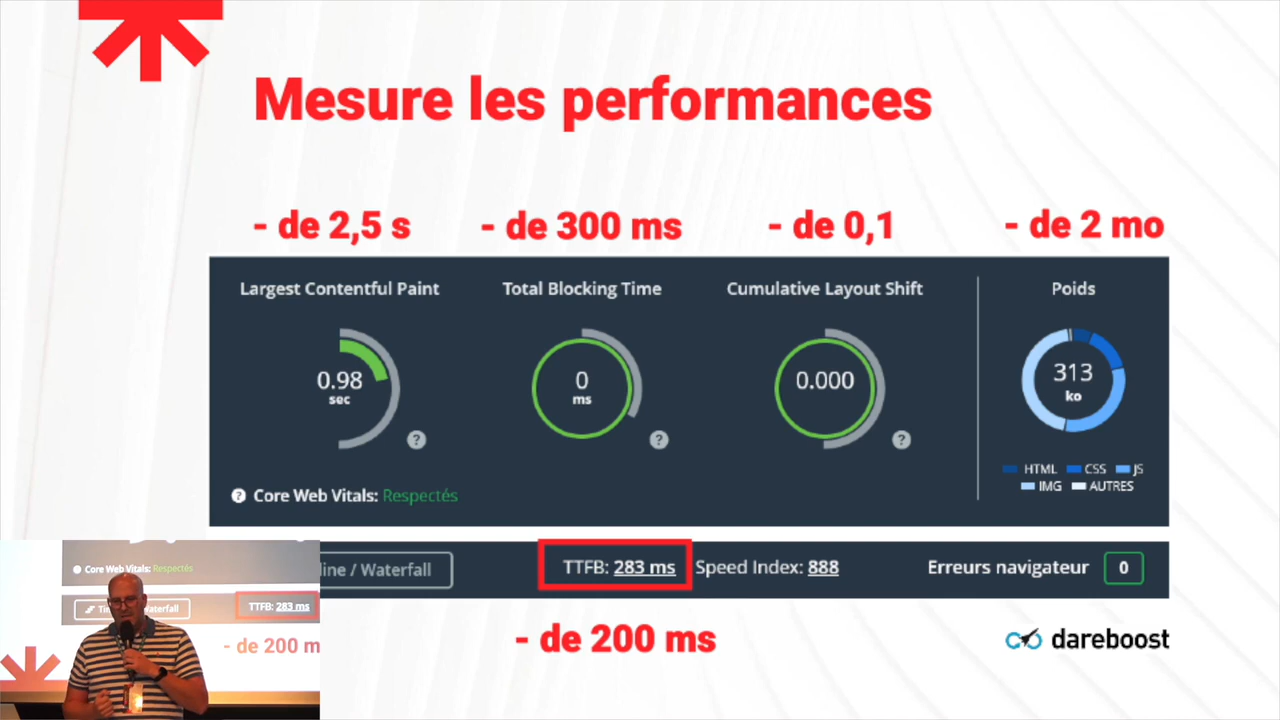 Mesure les performances
- de 2,5 s
- de 300 ms
- de 0,1
- de 2 mo
Largest Contentful Paint
Total Blocking Time
Cumulative Layout Shift
Poids
0.98
sec
?
0
ms
?
0.000
?
313
ko
HTML CSS JS
IMG AUTRES
? Core Web Vitals: Respectés
line / Waterfall
TTFB: 283 ms
Speed Index: 888
Erreurs navigateur
0
- de 200 ms
dareboost
Core Web Vitals: Respectés
TTFB: 283 ms
- de 200 m